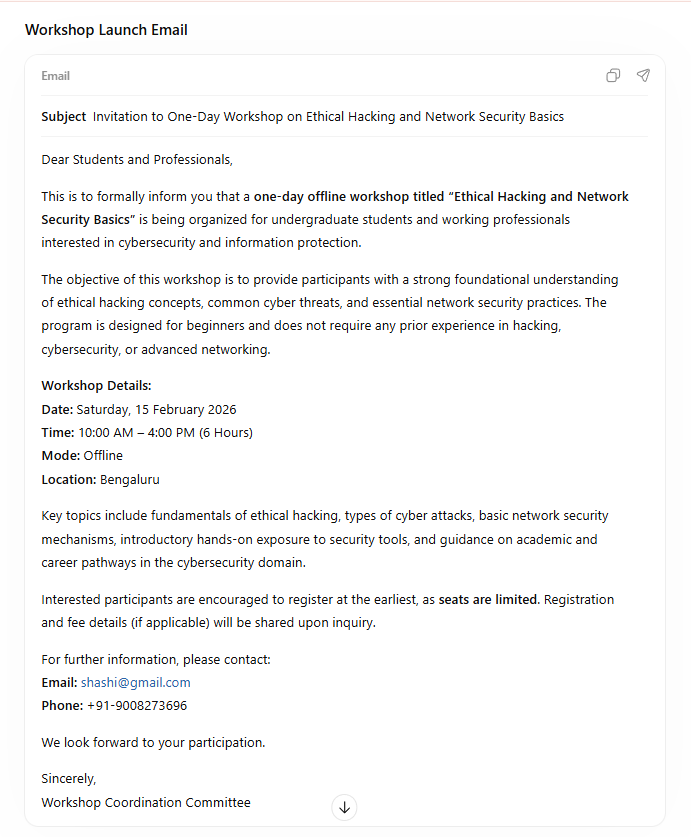 Workshop Launch Email
Email
Subject Invitation to One-Day Workshop on Ethical Hacking and Network Security Basics
Dear Students and Professionals,
This is to formally inform you that a one-day offline workshop titled “Ethical Hacking and Network
Security Basics” is being organized for undergraduate students and working professionals
interested in cybersecurity and information protection.
The objective of this workshop is to provide participants with a strong foundational understanding
of ethical hacking concepts, common cyber threats, and essential network security practices. The
program is designed for beginners and does not require any prior experience in hacking,
cybersecurity, or advanced networking.
Workshop Details:
Date: Saturday, 15 February 2026
Time: 10:00 AM – 4:00 PM (6 Hours)
Mode: Offline
Location: Bengaluru
Key topics include fundamentals of ethical hacking, types of cyber attacks, basic network security
mechanisms, introductory hands-on exposure to security tools, and guidance on academic and
career pathways in the cybersecurity domain.
Interested participants are encouraged to register at the earliest, as seats are limited. Registration
and fee details (if applicable) will be shared upon inquiry.
For further information, please contact:
Email: shashi@gmail.com
Phone: +91-9008273696
We look forward to your participation.
Sincerely,
Workshop Coordination Committee